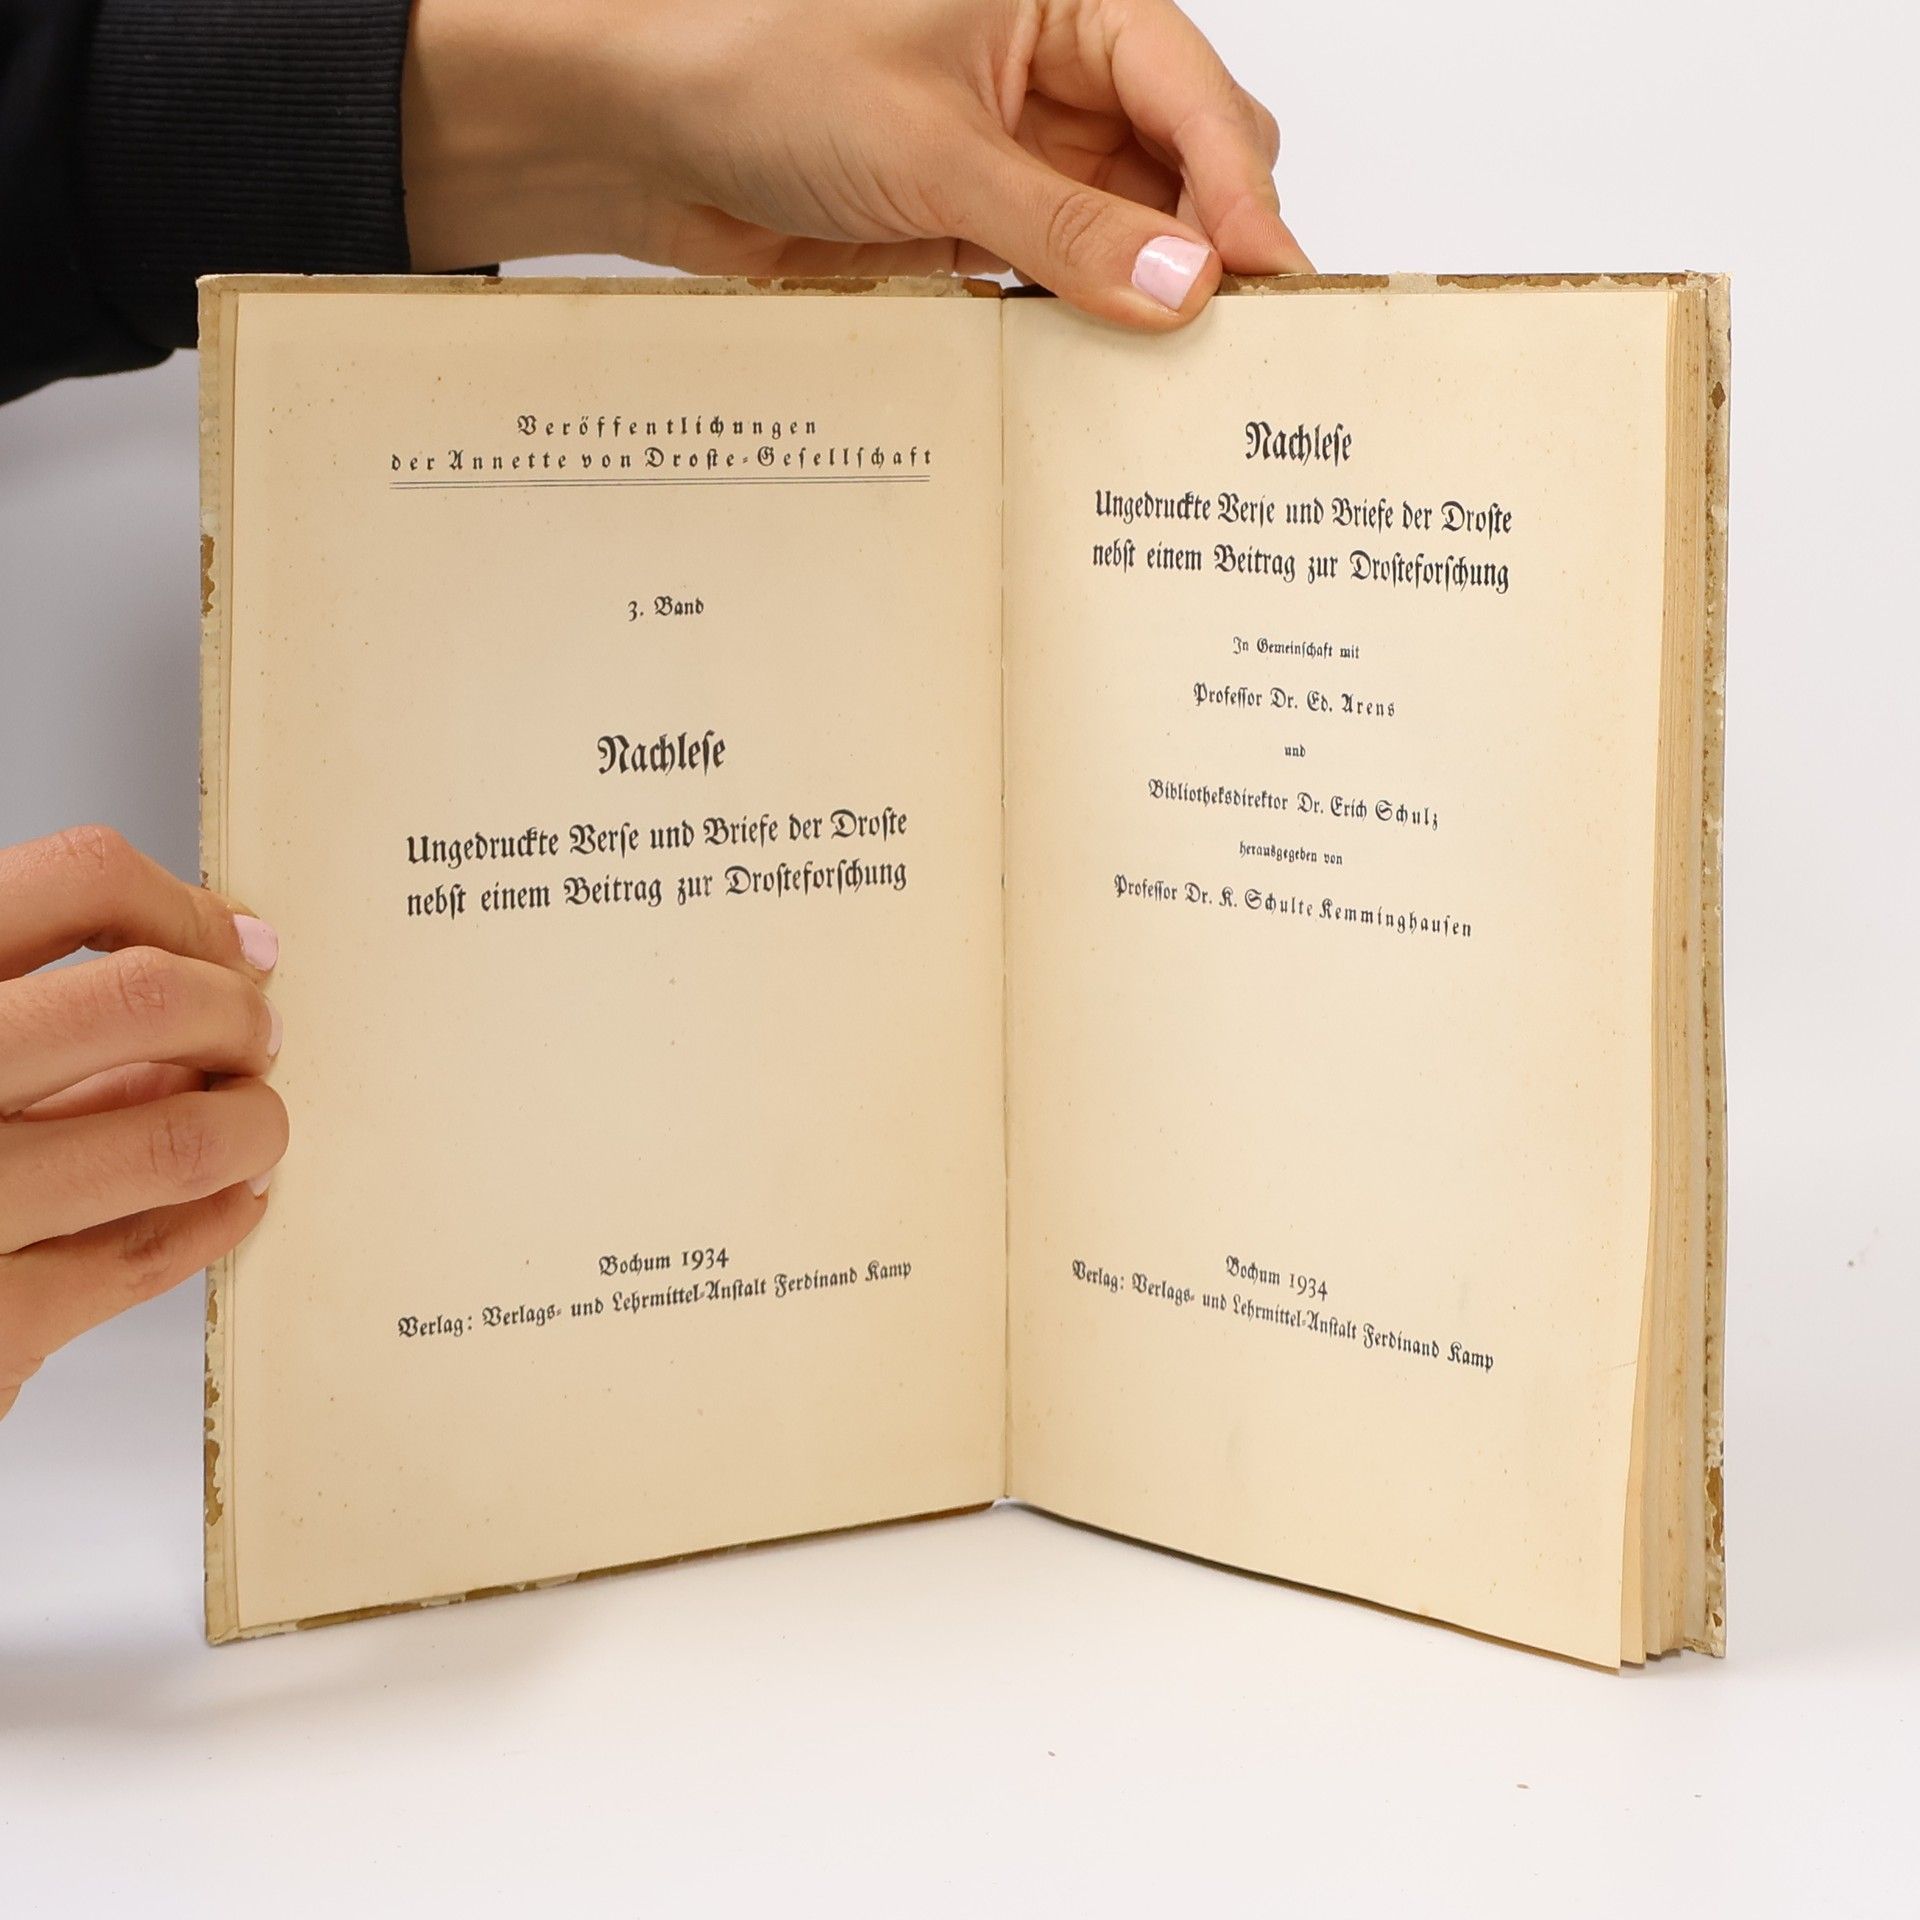 Veröffentlichungen
der Annette von Droſte-Geſellſchaft
3. Band
Nachleſe
Ungedruckte Verſe und Briefe der Droſte
nebſt einem Beitrag zur Droſteforſchung
Bochum 1934
Verlag: Verlags- und Lehrmittel-Anſtalt Ferdinand Kamp
Nachleſe
Ungedruckte Verſe und Briefe der Droſte
nebſt einem Beitrag zur Droſteforſchung
In Gemeinſchaft mit
Profeſſor Dr. Ed. Arens
und
Bibliotheksdirektor Dr. Erich Schulz
herausgegeben von
Profeſſor Dr. K. Schulte Kemminghauſen
Bochum 1934
Verlag: Verlags- und Lehrmittel-Anſtalt Ferdinand Kamp